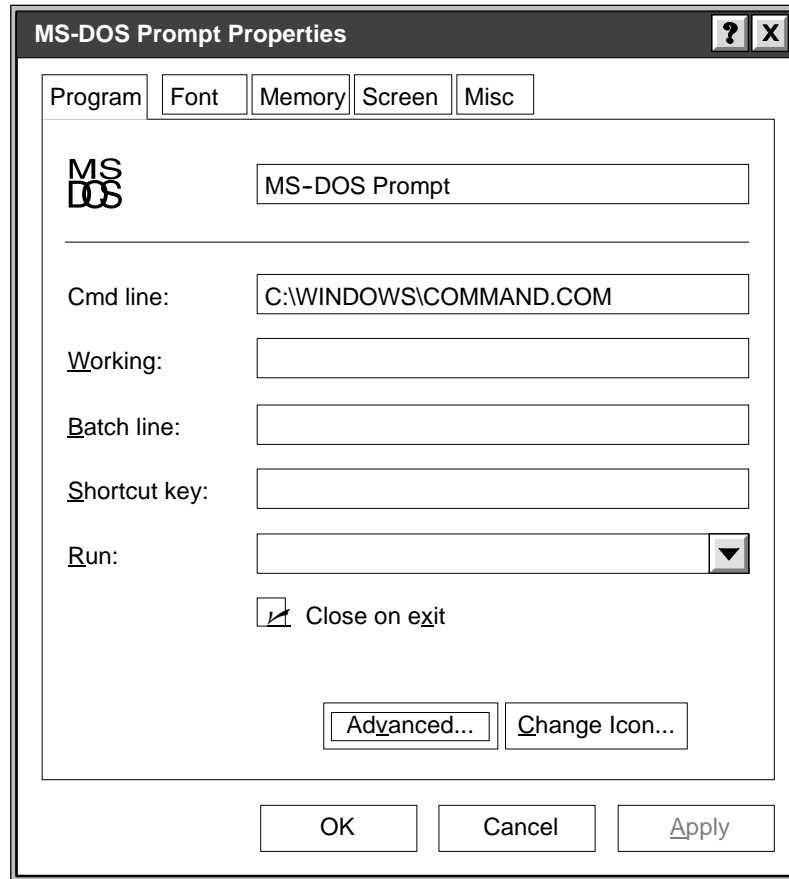 MS-DOS Prompt Properties ? X
Program Font Memory Screen Misc
MS
DOS
MS-DOS Prompt
Cmd line: C:\WINDOWS\COMMAND.COM
Working:
Batch line:
Shortcut key:
Run:
Close on exit
Advanced... Change Icon...
OK Cancel Apply